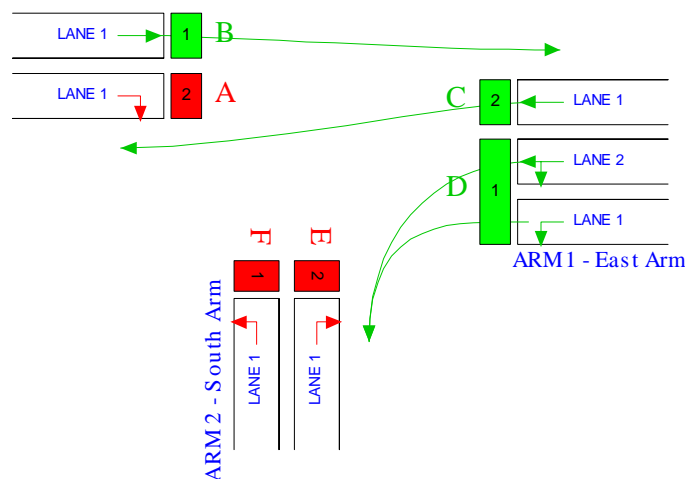 LANE 1
1
B
LANE 1
2
A
C
2
LANE 1
D
1
LANE 2
LANE 1
ARM 1 - East Arm
F
E
1
2
ARM 2 - South Arm
LANE 1
LANE 1